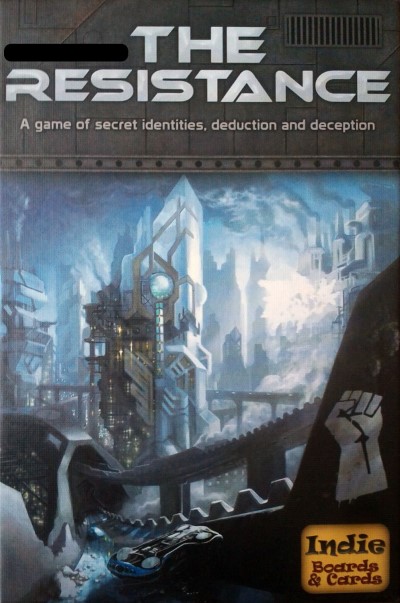 THE
RESISTANCE
A game of secret identities, deduction and deception
Indie
Boards
& Cards